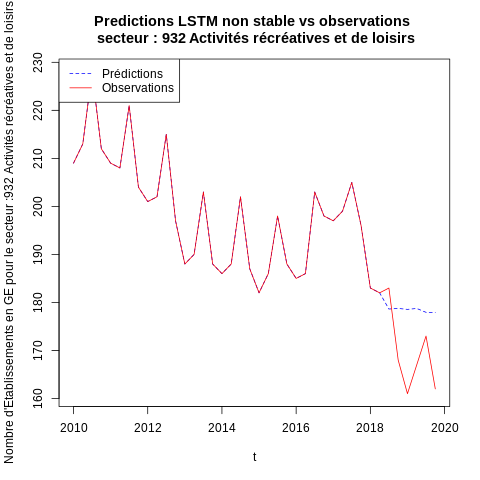 Predictions LSTM non stable vs observations
secteur : 932 Activités récréatives et de loisirs
Nombre d'Etablissements en GE pour le secteur :932 Activités récréatives et de loisirs
Prédictions
Observations
230
220
210
200
190
180
170
160
2010 2012 2014 2016 2018 2020
t